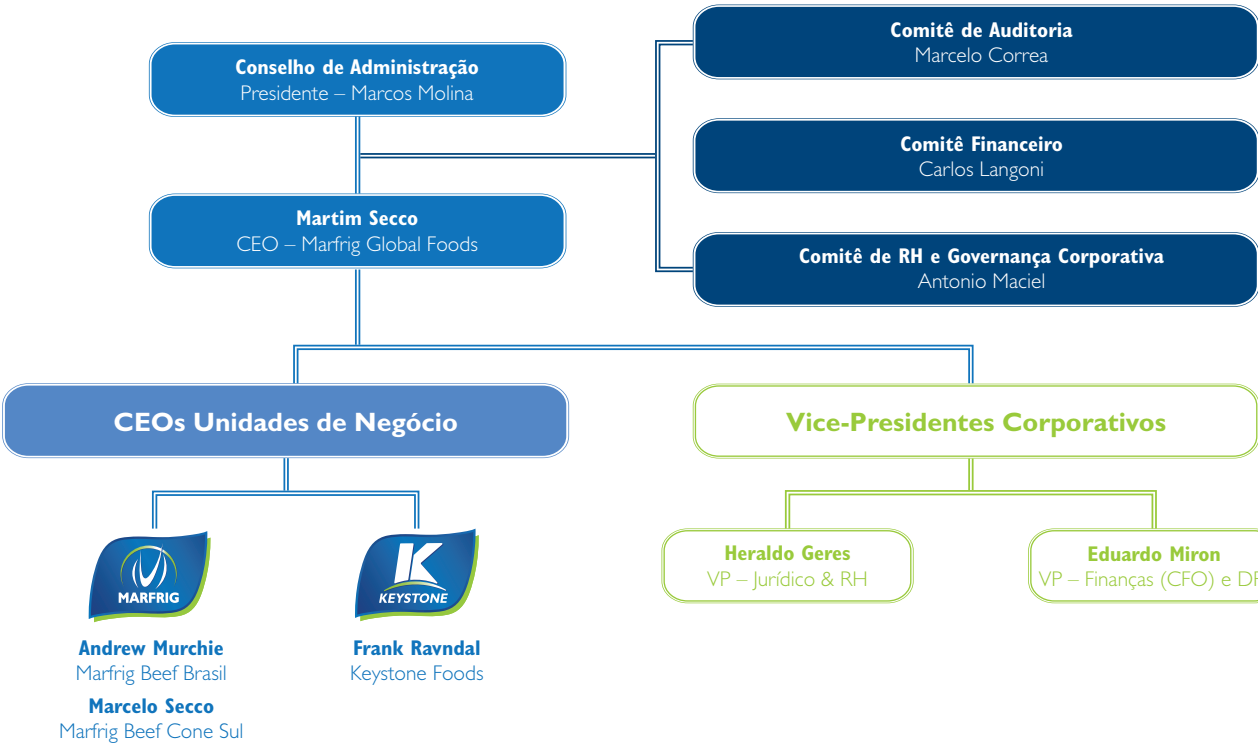 Conselho de Administração
Presidente – Marcos Molina
Comitê de Auditoria
Marcelo Correa
Comitê Financeiro
Carlos Langoni
Martim Secco
CEO – Marfrig Global Foods
Comitê de RH e Governança Corporativa
Antonio Maciel
CEOs Unidades de Negócio
Vice-Presidentes Corporativos
MARFRIG
Andrew Murchie
Marfrig Beef Brasil
Marcelo Secco
Marfrig Beef Cone Sul
K
KEYSTONE
Frank Ravndal
Keystone Foods
Heraldo Geres
VP – Jurídico & RH
Eduardo Miron
VP – Finanças (CFO) e